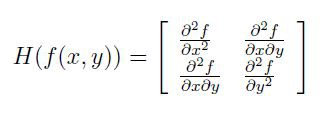 H(f(x, y)) = [ ∂²f/∂x² ∂²f/∂x∂y
∂²f/∂x∂y ∂²f/∂y² ]